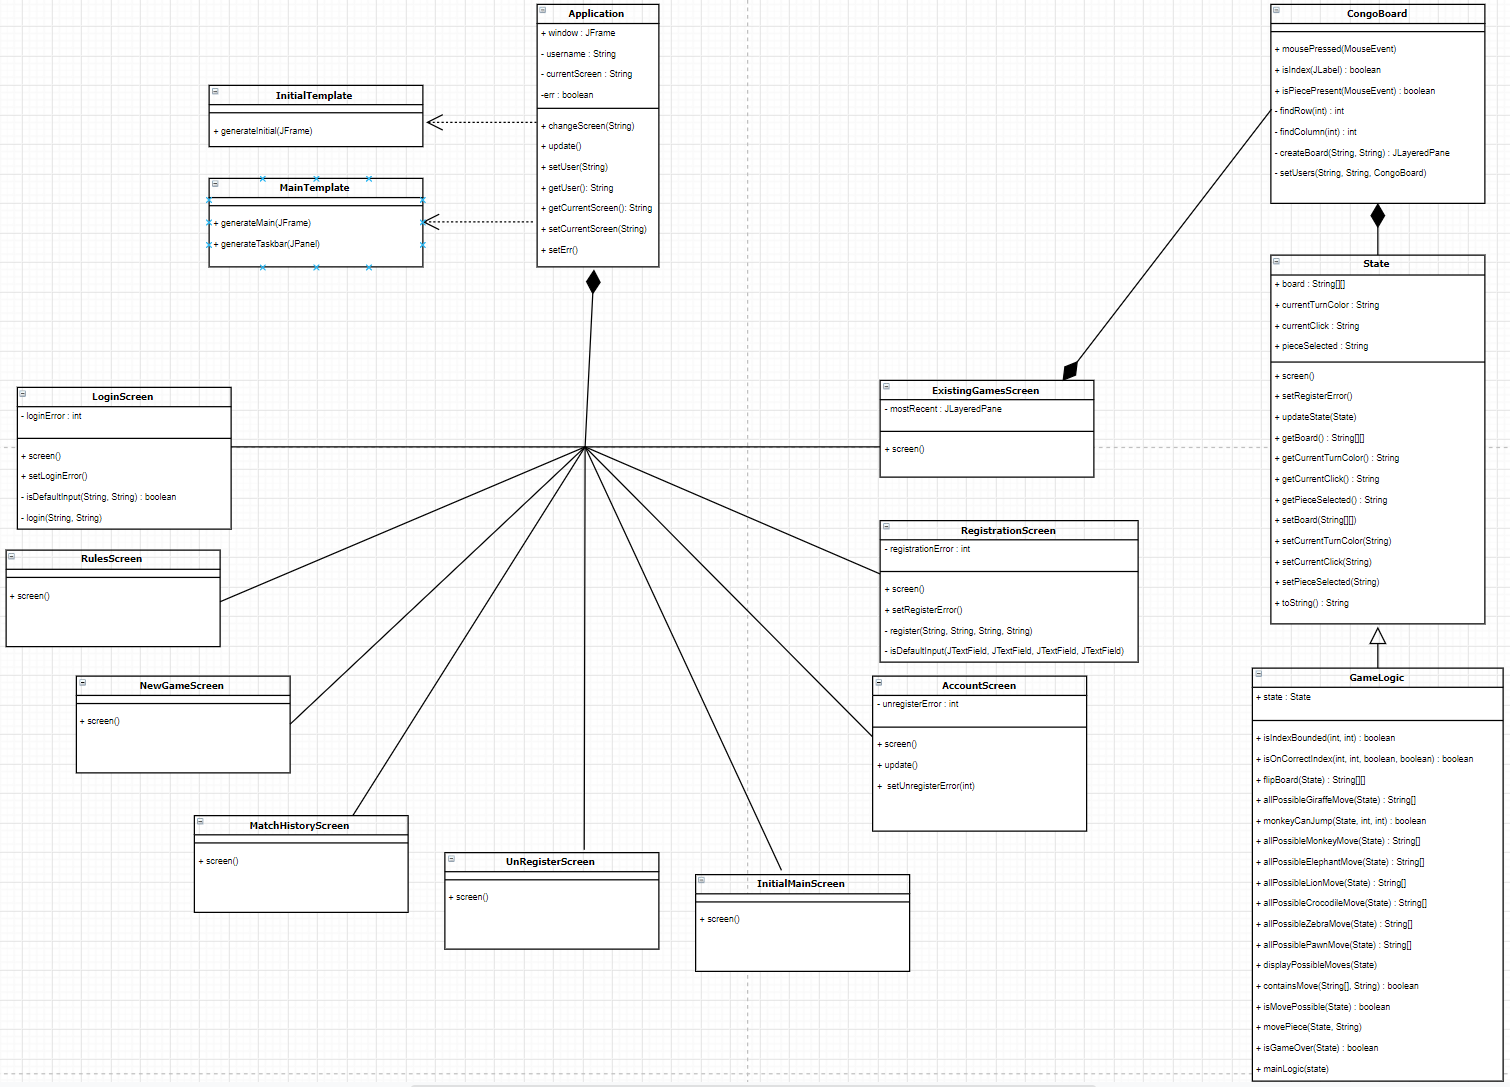 Application
+ window : JFrame
- username : String
- currentScreen : String
-err : boolean
+ changeScreen(String)
+ update()
+ setUser(String)
+ getUser(): String
+ getCurrentScreen(): String
+ setCurrentScreen(String)
+ setErr()
InitialTemplate
+ generateInitial(JFrame)
MainTemplate
+ generateMain(JFrame)
+ generateTaskbar(JPanel)
CongoBoard
+ mousePressed(MouseEvent)
+ isIndex(JLabel) : boolean
+ isPiecePresent(MouseEvent) : boolean
- findRow(int) : int
- findColumn(int) : int
- createBoard(String, String) : JLayeredPane
- setUsers(String, String, CongoBoard)
State
+ board : String[][]
+ currentTurnColor : String
+ currentClick : String
+ pieceSelected : String
+ screen()
+ setRegisterError()
+ updateState(State)
+ getBoard() : String[][]
+ getCurrentTurnColor() : String
+ getCurrentClick() : String
+ getPieceSelected() : String
+ setBoard(String[][])
+ setCurrentTurnColor(String)
+ setCurrentClick(String)
+ setPieceSelected(String)
+ toString() : String
LoginScreen
- loginError : int
+ screen()
+ setLoginError()
- isDefaultInput(String, String) : boolean
- login(String, String)
ExistingGamesScreen
- mostRecent : JLayeredPane
+ screen()
RulesScreen
+ screen()
RegistrationScreen
- registrationError : int
+ screen()
+ setRegisterError()
- register(String, String, String, String)
- isDefaultInput(JTextField, JTextField, JTextField, JTextField)
NewGameScreen
+ screen()
AccountScreen
- unregisterError : int
+ screen()
+ update()
+ setUnregisterError(int)
MatchHistoryScreen
+ screen()
UnRegisterScreen
+ screen()
InitialMainScreen
+ screen()
GameLogic
+ state : State
+ isIndexBounded(int, int) : boolean
+ isOnCorrectIndex(int, int, boolean, boolean) : boolean
+ flipBoard(State) : String[][]
+ allPossibleGiraffeMove(State) : String[]
+ monkeyCanJump(State, int, int) : boolean
+ allPossibleMonkeyMove(State) : String[]
+ allPossibleElephantMove(State) : String[]
+ allPossibleLionMove(State) : String[]
+ allPossibleCrocodileMove(State) : String[]
+ allPossibleZebraMove(State) : String[]
+ allPossiblePawnMove(State) : String[]
+ displayPossibleMoves(State)
+ containsMove(String[], String) : boolean
+ isMovePossible(State) : boolean
+ movePiece(State, String)
+ isGameOver(State) : boolean
+ mainLogic(state)